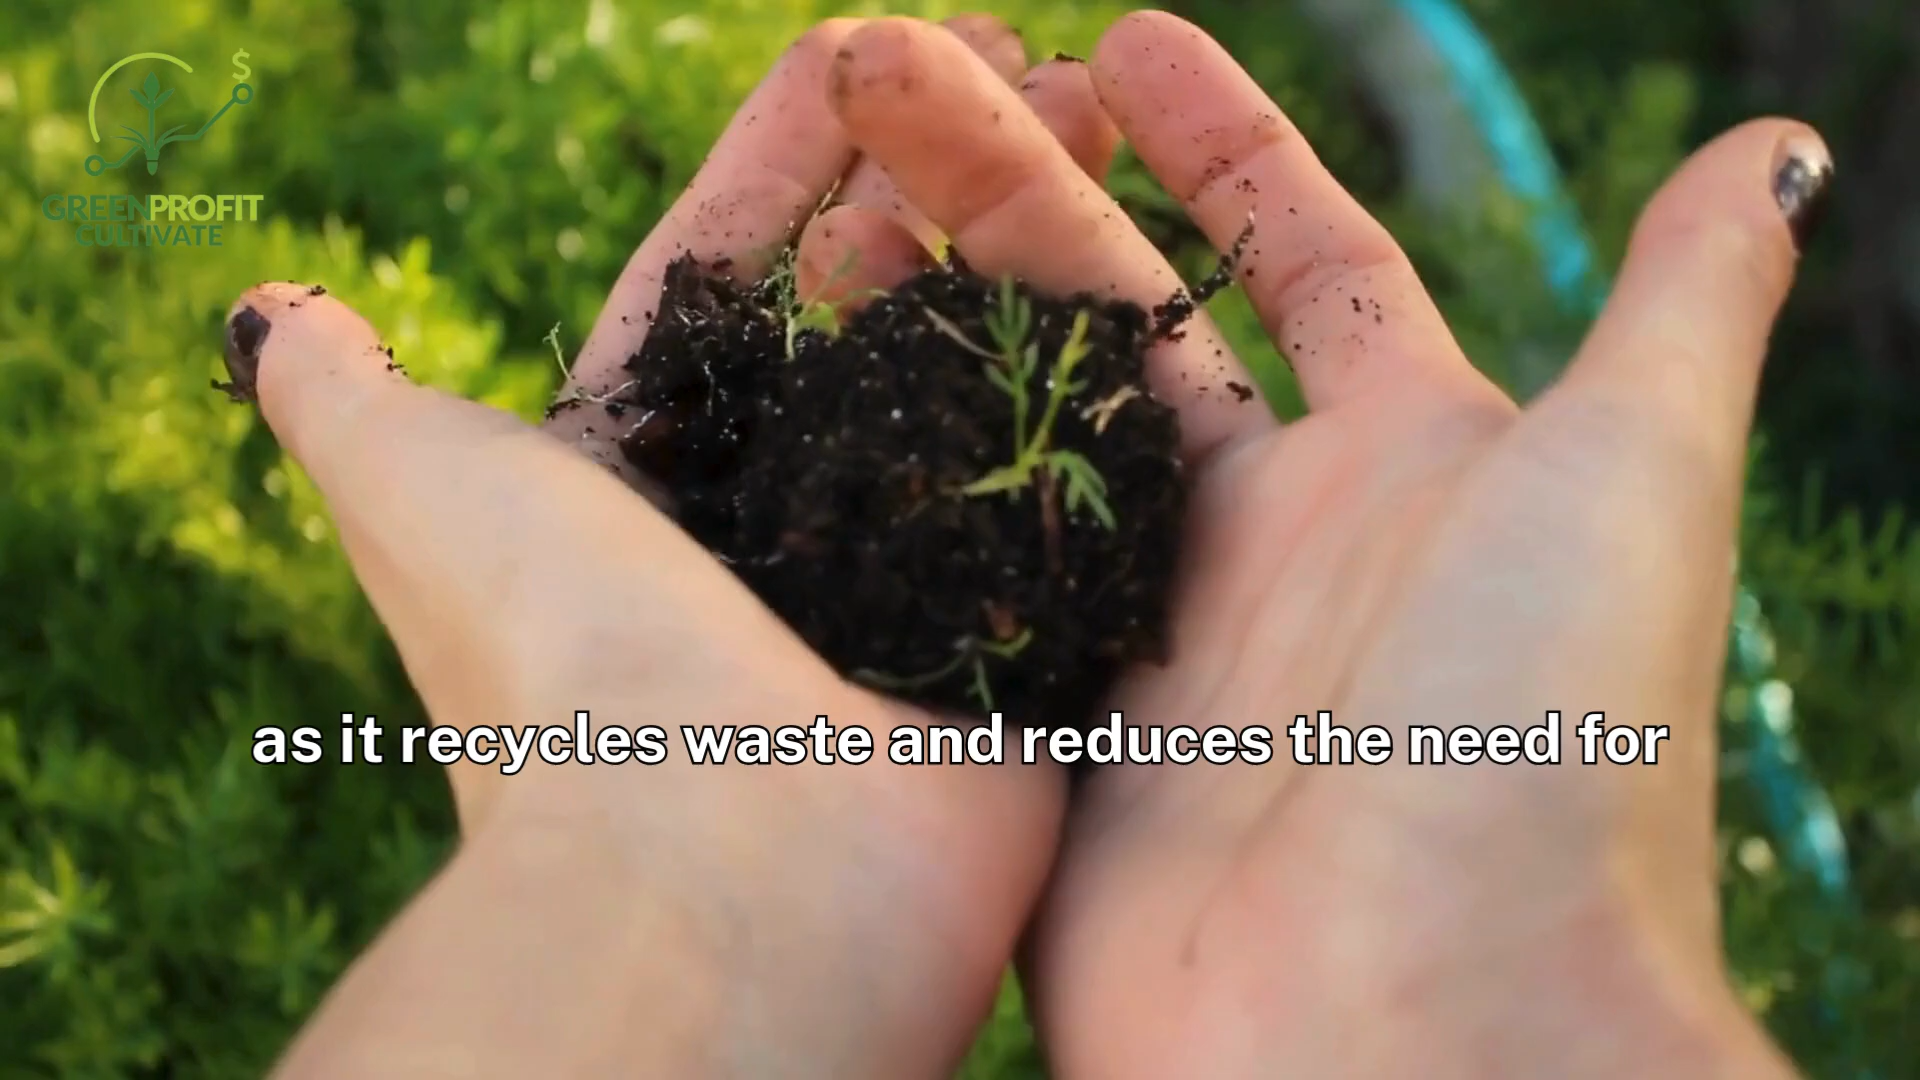 $
GREENPROFIT
CULTIVATE
as it recycles waste and reduces the need for